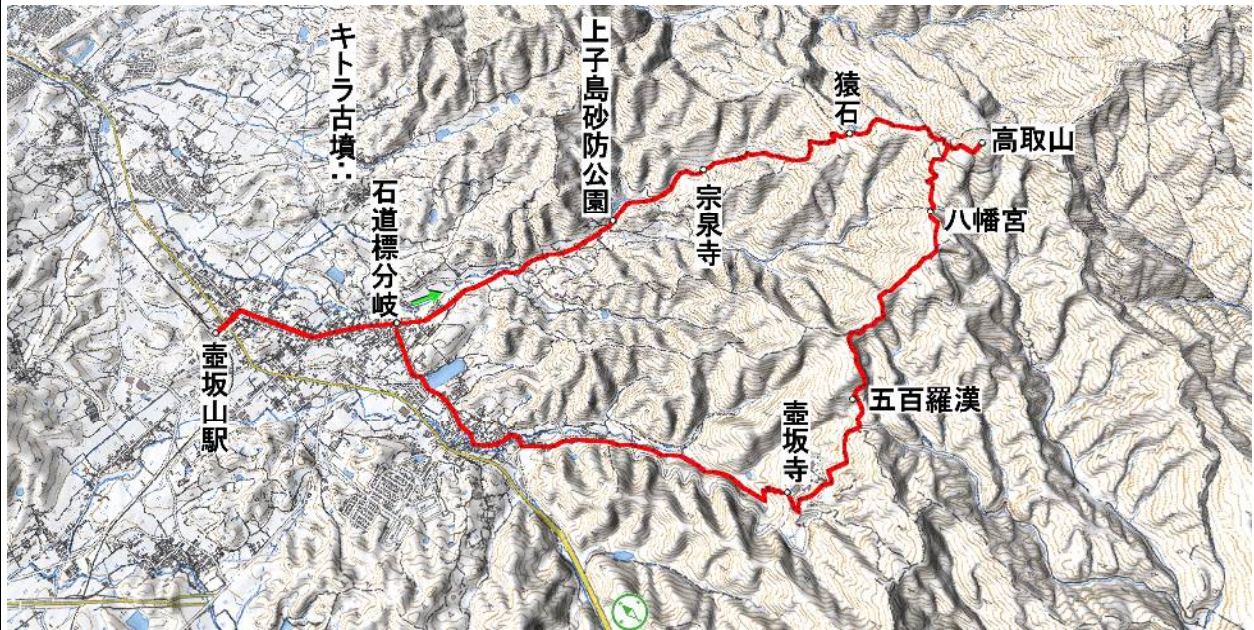 キトラ古墳
上子島砂防公園
猿石
高取山
石道標分岐
宗泉寺
八幡宮
壺坂山駅
壺坂寺
五百羅漢